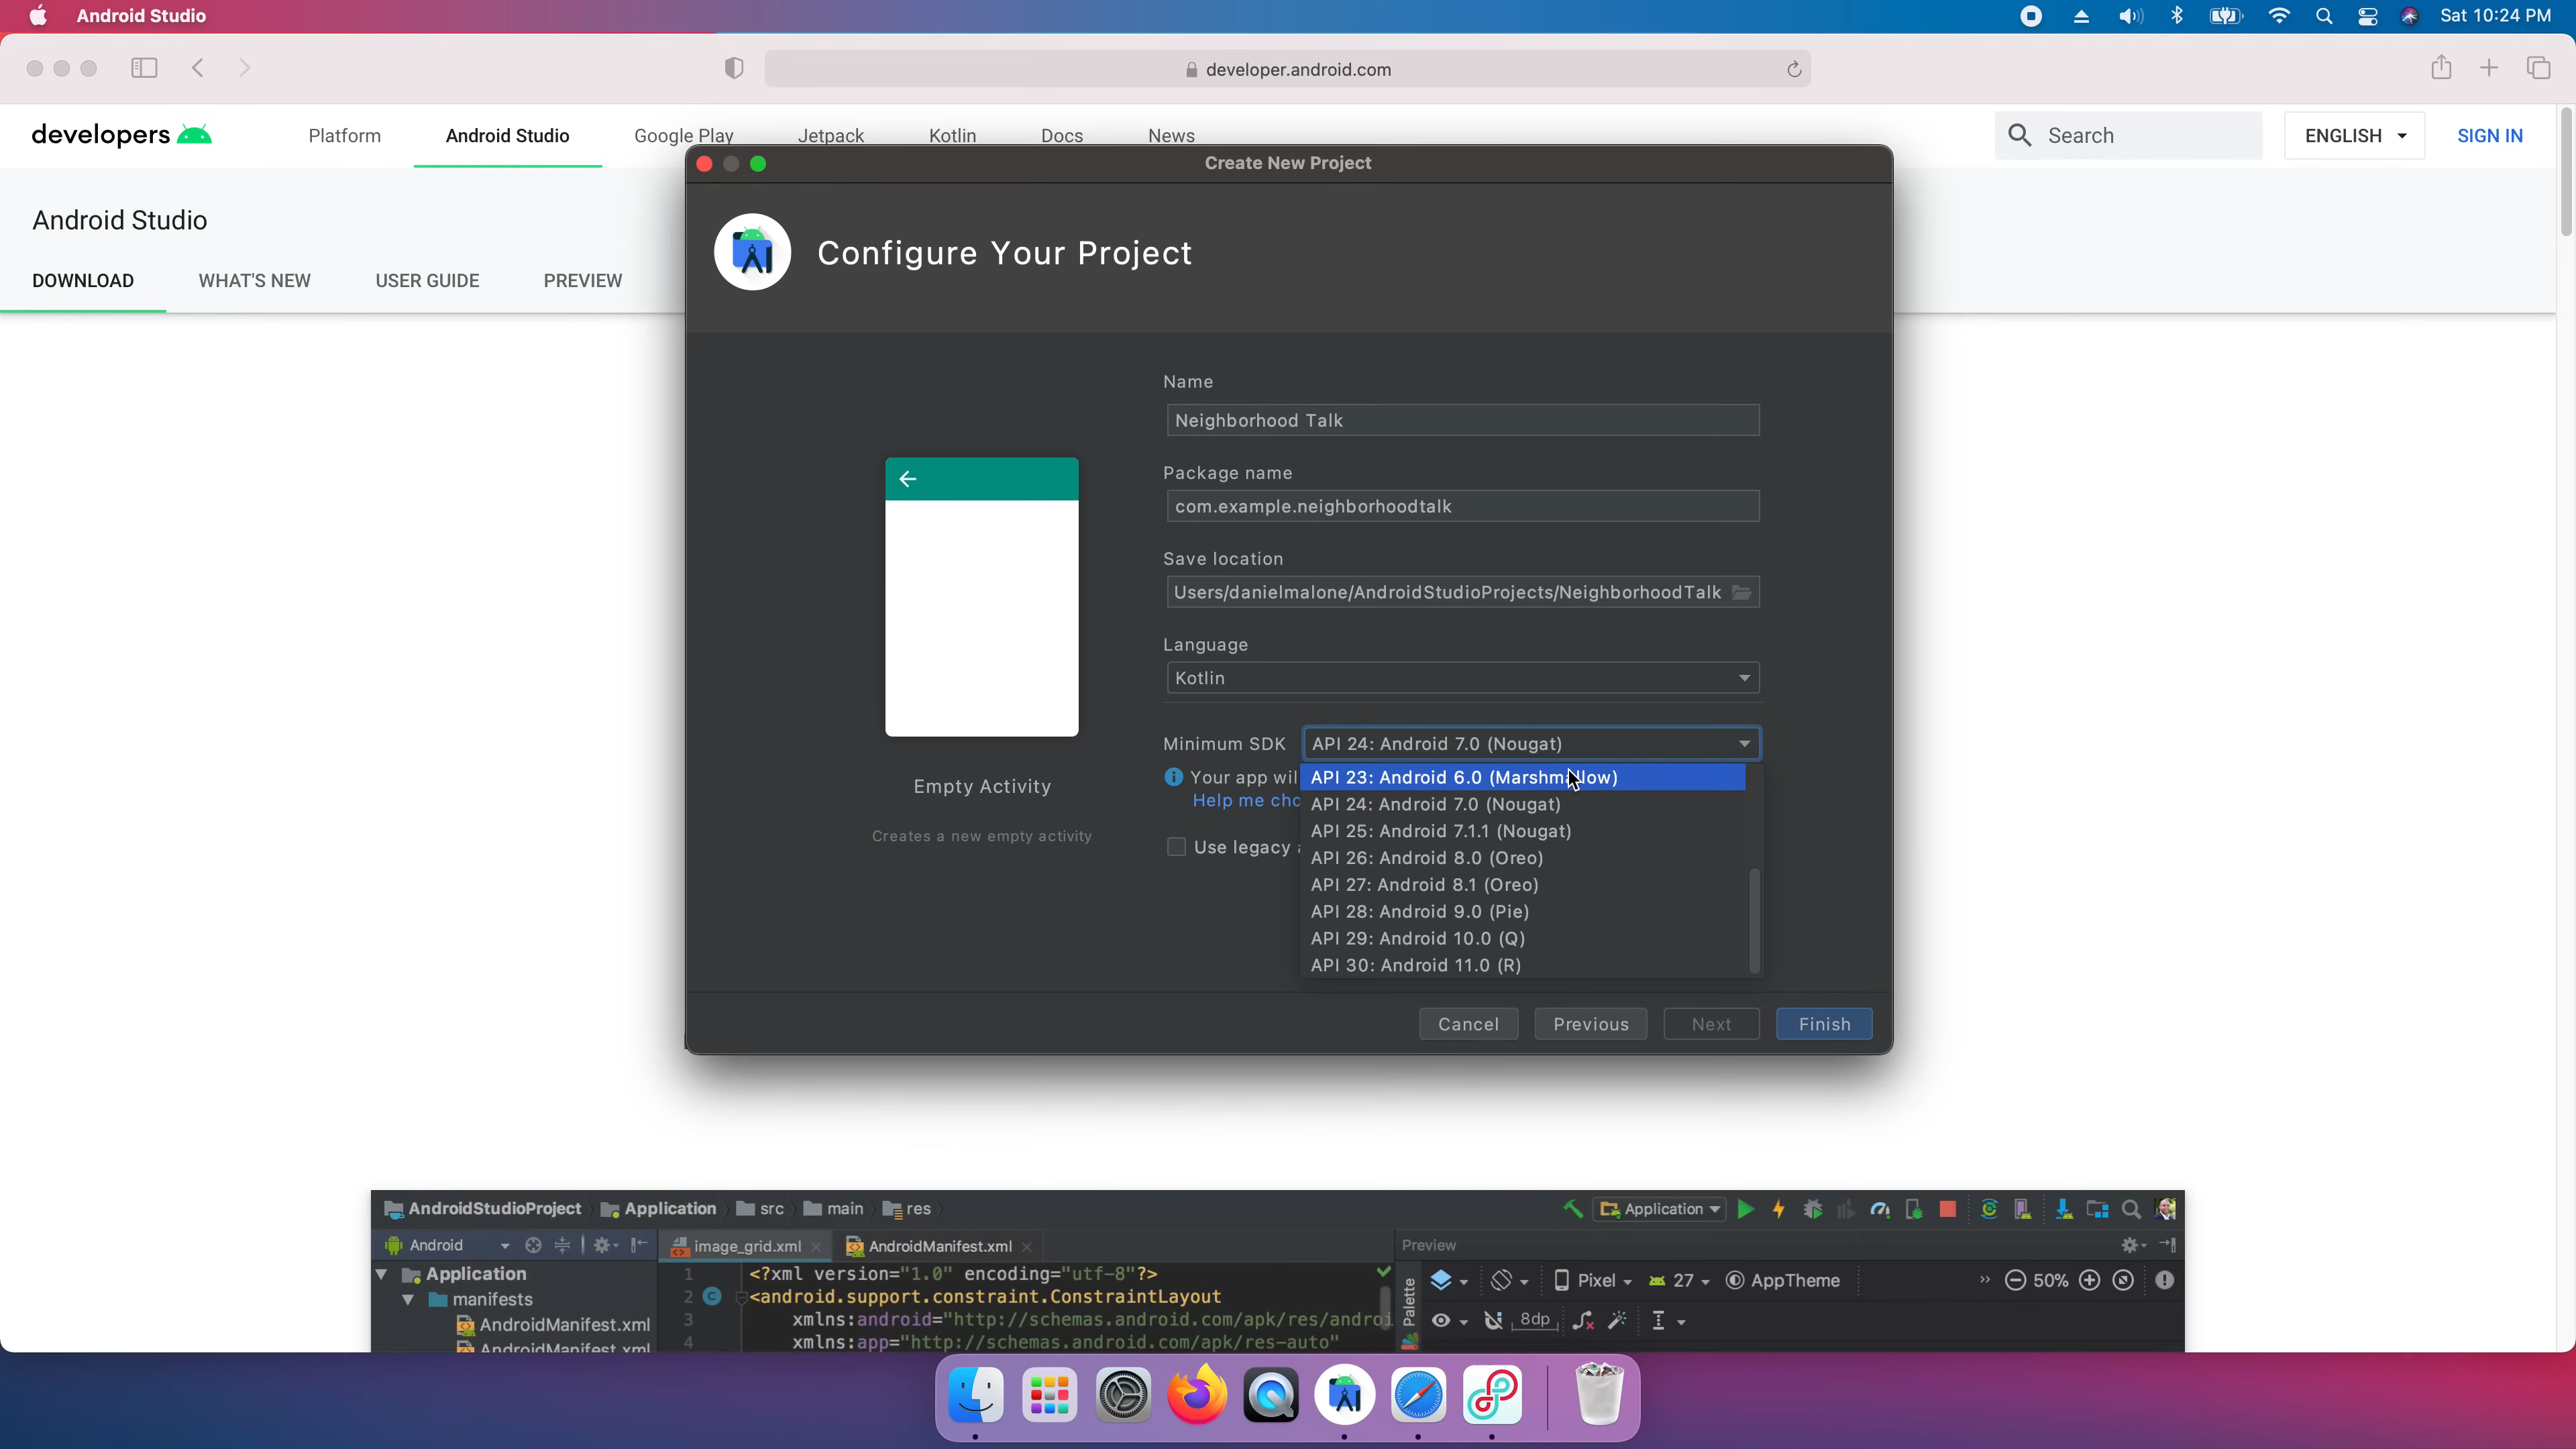 Android Studio
Sat 10:24 PM
developer.android.com
developers
Platform
Android Studio
Google Play
Jetpack
Kotlin
Docs
News
Search
ENGLISH
SIGN IN
Android Studio
DOWNLOAD
WHAT'S NEW
USER GUIDE
PREVIEW
Create New Project
Configure Your Project
Name
Neighborhood Talk
Package name
com.example.neighborhoodtalk
Save location
Users/danielmalone/AndroidStudioProjects/NeighborhoodTalk
Language
Kotlin
Minimum SDK
API 24: Android 7.0 (Nougat)
Your app wil
Help me cho
Use legacy
API 23: Android 6.0 (Marshmallow)
API 24: Android 7.0 (Nougat)
API 25: Android 7.1.1 (Nougat)
API 26: Android 8.0 (Oreo)
API 27: Android 8.1 (Oreo)
API 28: Android 9.0 (Pie)
API 29: Android 10.0 (Q)
API 30: Android 11.0 (R)
Empty Activity
Creates a new empty activity
Cancel
Previous
Next
Finish
AndroidStudioProject
Application
src
main
res
Application
Android
image_grid.xml
AndroidManifest.xml
Preview
Application
manifests
AndroidManifest.xml
AndroidManifest.xml
1 <?xml version="1.0" encoding="utf-8"?>
2 <android.support.constraint.ConstraintLayout
3 xmlns:android="http://schemas.android.com/apk/res/androi
4 xmlns:app="http://schemas.android.com/apk/res-auto"
Palette
Pixel
27
AppTheme
50%
8dp